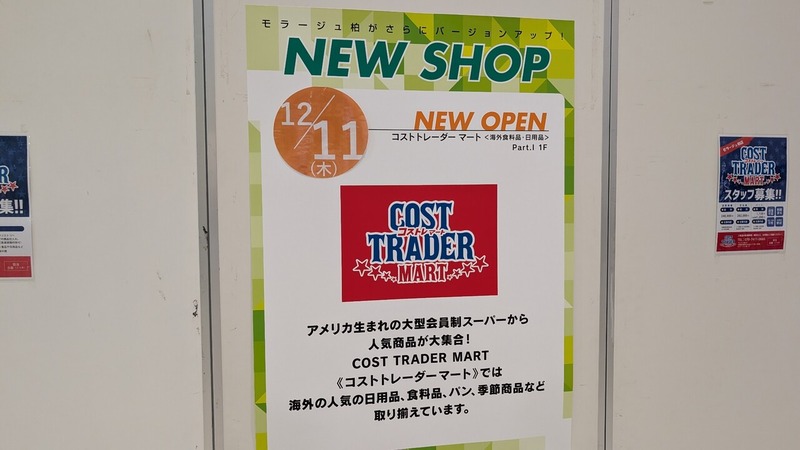 モラージュ柏がさらにバージョンアップ!
NEW SHOP
12/11
(木)
NEW OPEN
コストトレーダー マート <海外食料品・日用品>
Part.I 1F
COST
コストレマート
TRADER
MART
アメリカ生まれの大型会員制スーパーから
人気商品が大集合!
COST TRADER MART
《コストトレーダーマート》では
海外の人気の日用品、食料品、パン、季節商品など
取り揃えています。
集!!
COST
TRADER
MART
スタッフ募集!!